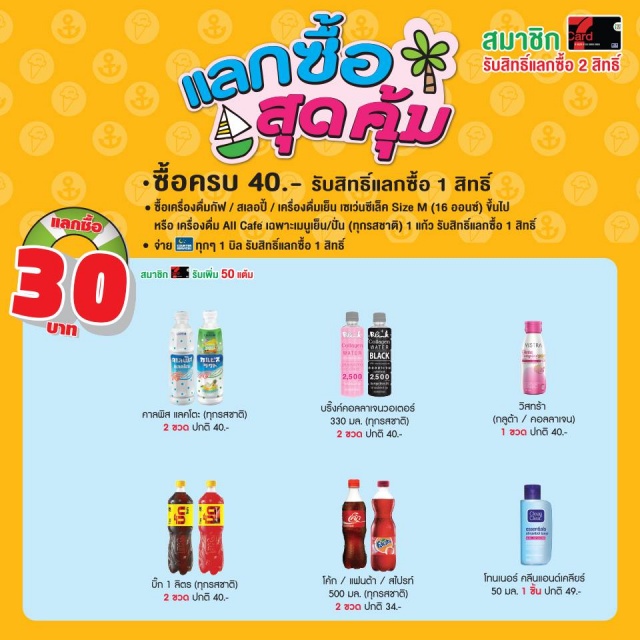 สมาชิก 7 Card
รับสิทธิ์แลกซื้อ 2 สิทธิ์
แลกซื้อ
สุดคุ้ม
• ซื้อครบ 40.- รับสิทธิ์แลกซื้อ 1 สิทธิ์
• ซื้อเครื่องดื่มกัฟ / สเลอปี้ / เครื่องดื่มเย็น เซเว่นซีเล็ค Size M (16 ออนซ์) ขึ้นไป
หรือ เครื่องดื่ม All Cafe เฉพาะเมนูเย็น/ปั่น (ทุกรสชาติ) 1 แก้ว รับสิทธิ์แลกซื้อ 1 สิทธิ์
• จ่าย ทุกๆ 1 บิล รับสิทธิ์แลกซื้อ 1 สิทธิ์
แลกซื้อ
30
บาท
สมาชิก รับเพิ่ม 50 แต้ม
Collagen
WATER
2,500
Collagen
WATER
BLACK
2,500
คาลพิส แลคโตะ (ทุกรสชาติ)
2 ขวด ปกติ 40.-
บริ๊งค์คอลลาเจนวอเตอร์
330 มล. (ทุกรสชาติ)
2 ขวด ปกติ 40.-
วิสทร้า
(กลูต้า / คอลลาเจน)
1 ขวด ปกติ 40.-
Clean & Clear
บิ๊ก 1 ลิตร (ทุกรสชาติ)
2 ขวด ปกติ 40.-
โค้ก / แฟนต้า / สไปรท์
500 มล. (ทุกรสชาติ)
2 ขวด ปกติ 34.-
โทนเนอร์ คลีนแอนด์เคลียร์
50 มล. 1 ชิ้น ปกติ 49.-